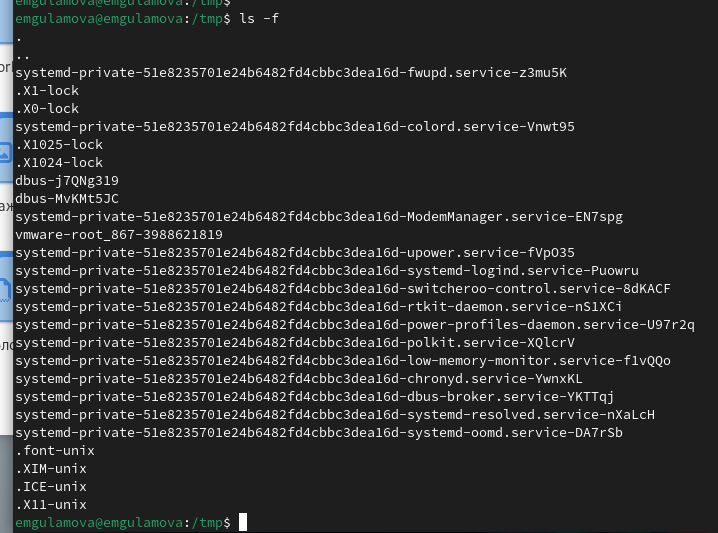 emgulamova@emgulamova:/tmp$
emgulamova@emgulamova:/tmp$ ls -f
.
..
systemd-private-51e8235701e24b6482fd4cbbc3dea16d-fwupd.service-z3mu5K
.X1-lock
.X0-lock
systemd-private-51e8235701e24b6482fd4cbbc3dea16d-colord.service-Vnwt95
.X1025-lock
.X1024-lock
dbus-j7QNg319
dbus-MvKMt5JC
systemd-private-51e8235701e24b6482fd4cbbc3dea16d-ModemManager.service-EN7spg
vmware-root_867-3988621819
systemd-private-51e8235701e24b6482fd4cbbc3dea16d-upower.service-fVpO35
systemd-private-51e8235701e24b6482fd4cbbc3dea16d-systemd-logind.service-Puowru
systemd-private-51e8235701e24b6482fd4cbbc3dea16d-switcheroo-control.service-8dKACF
systemd-private-51e8235701e24b6482fd4cbbc3dea16d-rtkit-daemon.service-nS1XCi
systemd-private-51e8235701e24b6482fd4cbbc3dea16d-power-profiles-daemon.service-U97r2q
systemd-private-51e8235701e24b6482fd4cbbc3dea16d-polkit.service-XQlcrV
systemd-private-51e8235701e24b6482fd4cbbc3dea16d-low-memory-monitor.service-f1vQQo
systemd-private-51e8235701e24b6482fd4cbbc3dea16d-chronyd.service-YwnxKL
systemd-private-51e8235701e24b6482fd4cbbc3dea16d-dbus-broker.service-YKTTqj
systemd-private-51e8235701e24b6482fd4cbbc3dea16d-systemd-resolved.service-nXaLcH
systemd-private-51e8235701e24b6482fd4cbbc3dea16d-systemd-oomd.service-DA7rSb
.font-unix
.XIM-unix
.ICE-unix
.X11-unix
emgulamova@emgulamova:/tmp$